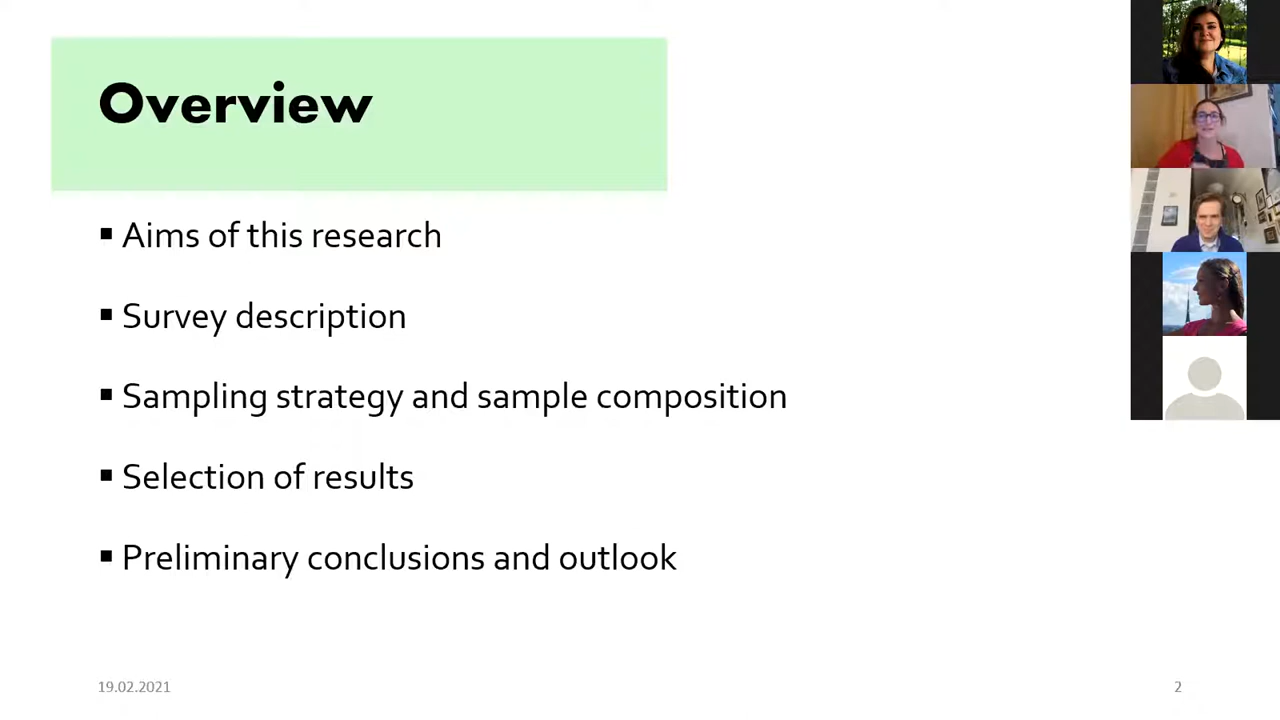 Overview
▪ Aims of this research
▪ Survey description
▪ Sampling strategy and sample composition
▪ Selection of results
▪ Preliminary conclusions and outlook
19.02.2021
2